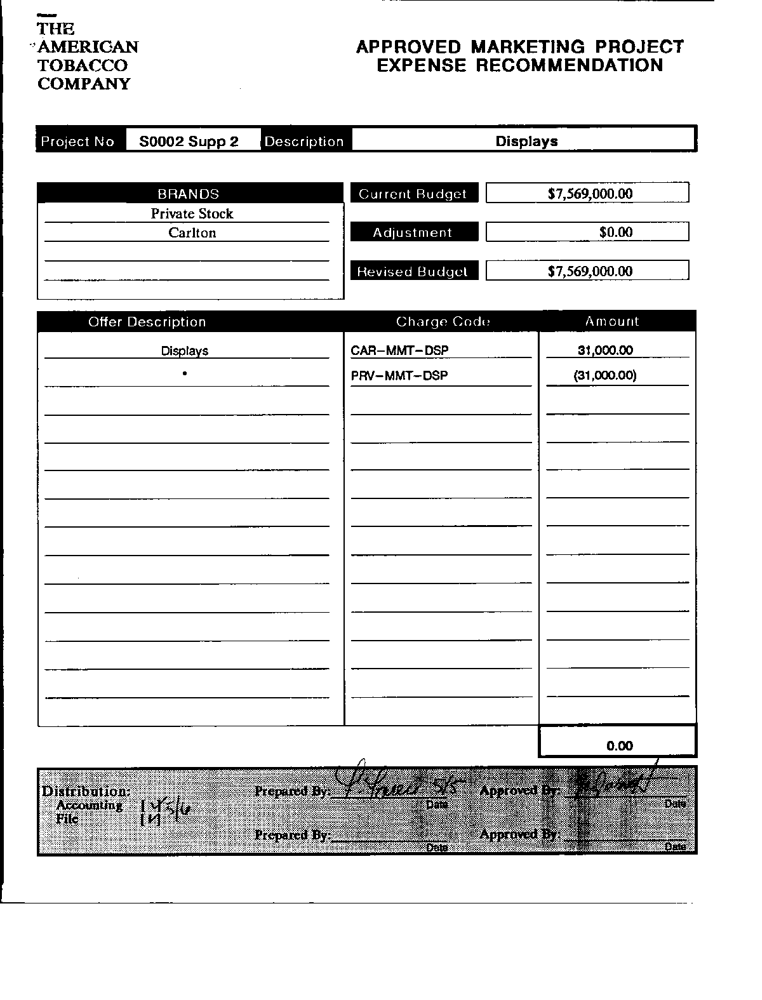 THE
AMERICAN
TOBACCO
COMPANY
APPROVED MARKETING PROJECT
EXPENSE RECOMMENDATION
Project No S0002 Supp 2 Description Displays
BRANDS
Private Stock
Carlton
Current Budget $7,569,000.00
Adjustment $0.00
Revised Budget $7,569,000.00
Offer Description Charge Code Amount
Displays CAR-MMT-DSP 31,000.00
" PRV-MMT-DSP (31,000.00)
0.00
Distribution: Prepared By: 5/5 Approved By:
Accounting 5/6 Date Date
File
Prepared By: Approved By:
Date Date